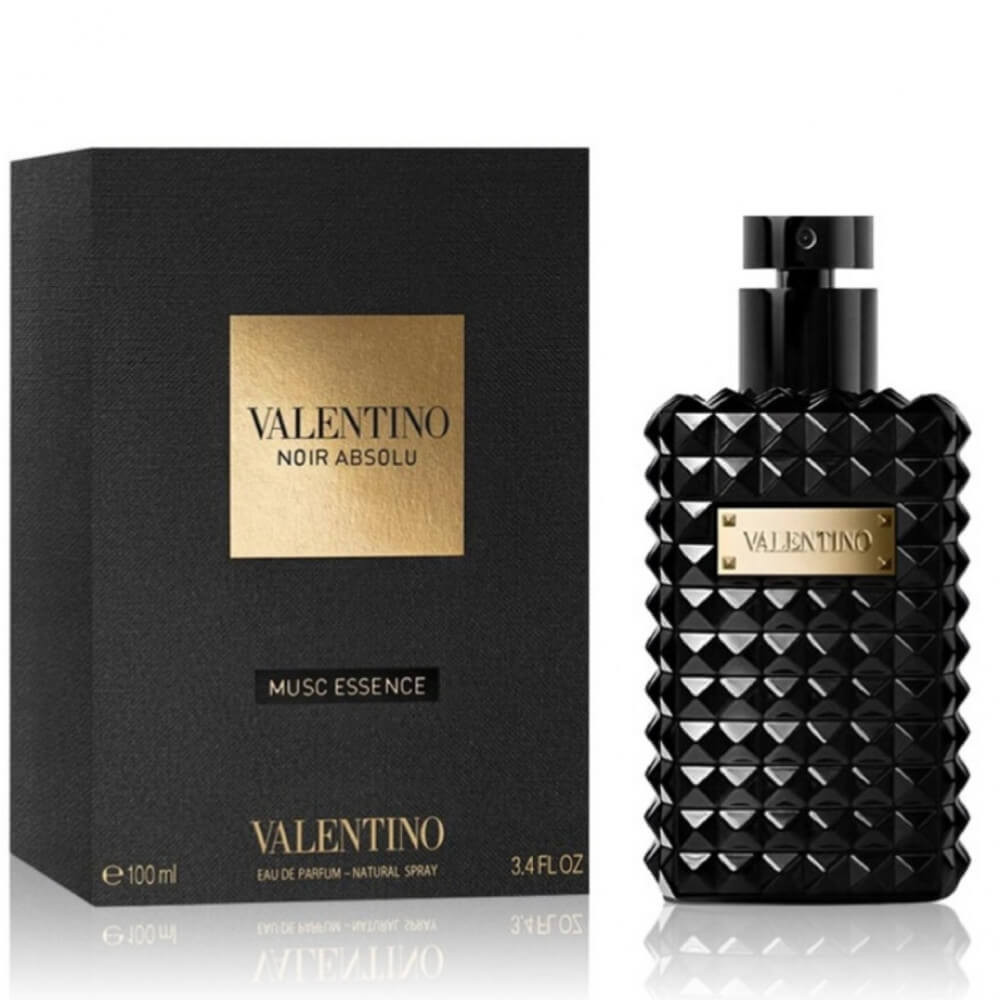 VALENTINO
NOIR ABSOLU
MUSC ESSENCE
VALENTINO
EAU DE PARFUM – NATURAL SPRAY
℮ 100 ml
3.4 FL OZ
VALENTINO